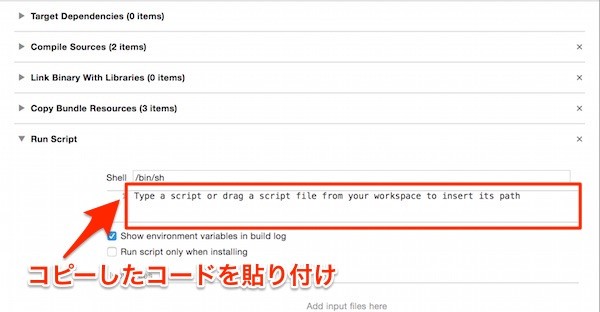 Target Dependencies (0 items)
Compile Sources (2 items)
Link Binary With Libraries (0 items)
Copy Bundle Resources (3 items)
Run Script
Shell /bin/sh
Type a script or drag a script file from your workspace to insert its path
Show environment variables in build log
Run script only when installing
コピーしたコードを貼り付け
Add input files here